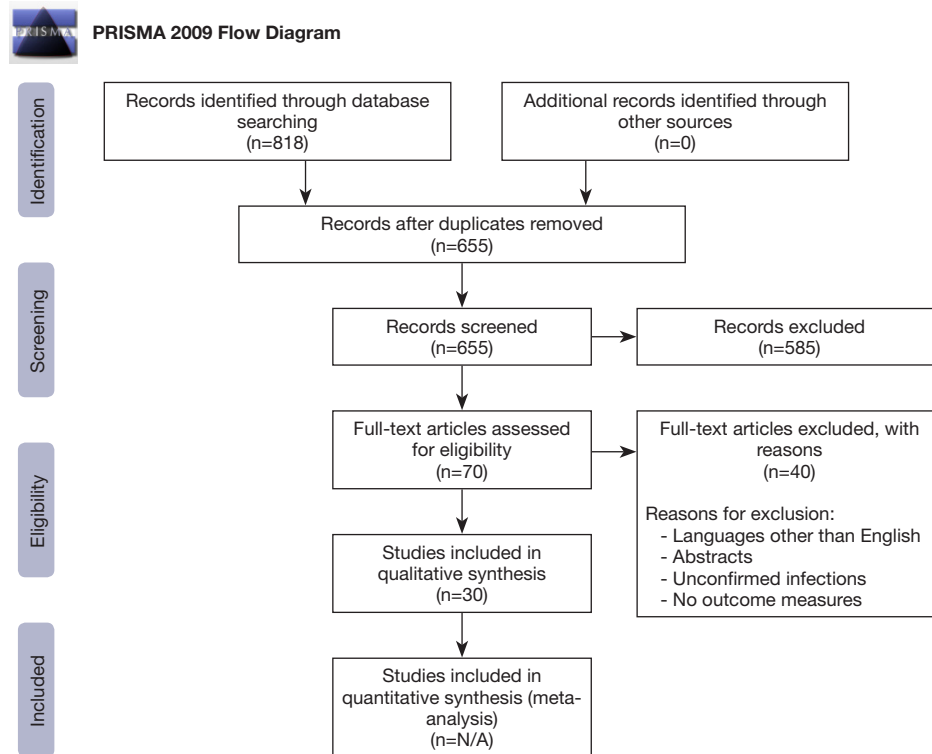 PRISMA
PRISMA 2009 Flow Diagram
Identification
Records identified through database
searching
(n=818)
Additional records identified through
other sources
(n=0)
Records after duplicates removed
(n=655)
Screening
Records screened
(n=655)
Records excluded
(n=585)
Eligibility
Full-text articles assessed
for eligibility
(n=70)
Full-text articles excluded, with
reasons
(n=40)
Reasons for exclusion:
- Languages other than English
- Abstracts
- Unconfirmed infections
- No outcome measures
Studies included in
qualitative synthesis
(n=30)
Included
Studies included in
quantitative synthesis (meta-
analysis)
(n=N/A)